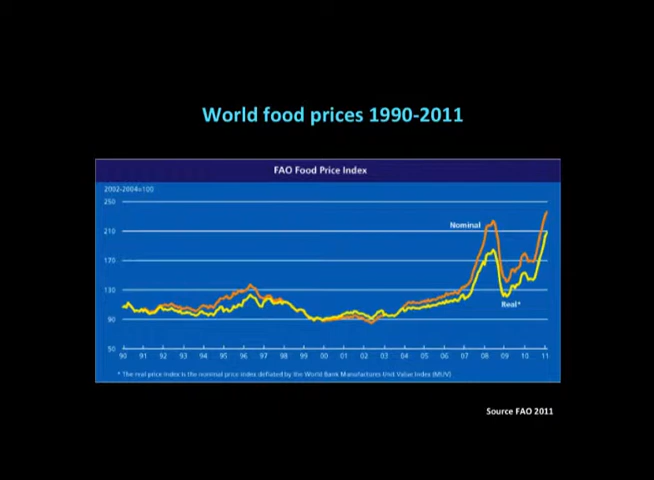 World food prices 1990-2011
FAO Food Price Index
2002-2004=100
250
210
170
130
90
50
Nominal
Real*
90 91 92 93 94 95 96 97 98 99 00 01 02 03 04 05 06 07 08 09 10 11
* The real price index is the nominal price index deflated by the World Bank Manufactures Unit Value Index (MUV)
Source FAO 2011